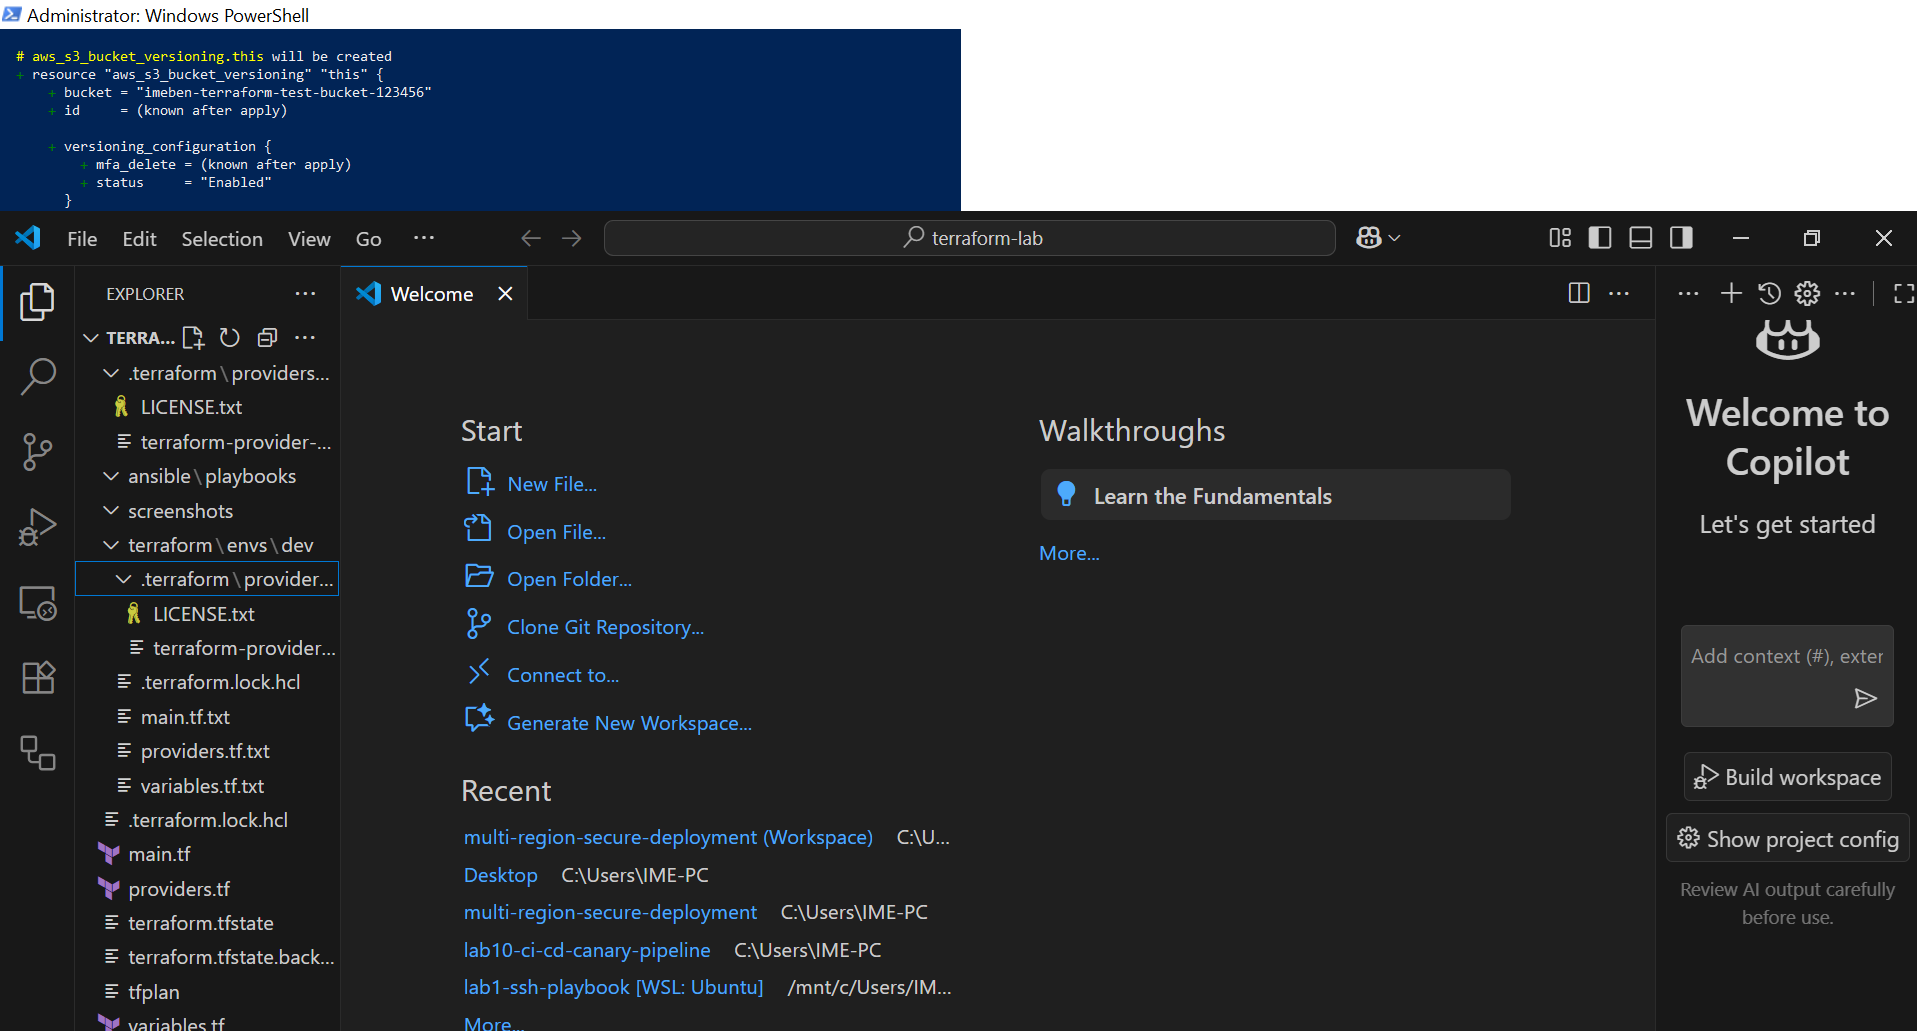 Administrator: Windows PowerShell
# aws_s3_bucket_versioning.this will be created
+ resource "aws_s3_bucket_versioning" "this" {
+ bucket = "imeben-terraform-test-bucket-123456"
+ id = (known after apply)
+ versioning_configuration {
+ mfa_delete = (known after apply)
+ status = "Enabled"
}
File Edit Selection View Go ...
terraform-lab
EXPLORER ...
TERRA... ...
.terraform\providers...
LICENSE.txt
terraform-provider-...
ansible\playbooks
screenshots
terraform\envs\dev
.terraform\provider...
LICENSE.txt
terraform-provider...
.terraform.lock.hcl
main.tf.txt
providers.tf.txt
variables.tf.txt
.terraform.lock.hcl
main.tf
providers.tf
terraform.tfstate
terraform.tfstate.back...
tfplan
variables.tf
Welcome
Start
New File...
Open File...
Open Folder...
Clone Git Repository...
Connect to...
Generate New Workspace...
Recent
multi-region-secure-deployment (Workspace) C:\U...
Desktop C:\Users\IME-PC
multi-region-secure-deployment C:\Users\IME-PC
lab10-ci-cd-canary-pipeline C:\Users\IME-PC
lab1-ssh-playbook [WSL: Ubuntu] /mnt/c/Users/IM...
More...
Walkthroughs
Learn the Fundamentals
More...
Welcome to
Copilot
Let's get started
Add context (#), exter
Build workspace
Show project config
Review AI output carefully
before use.